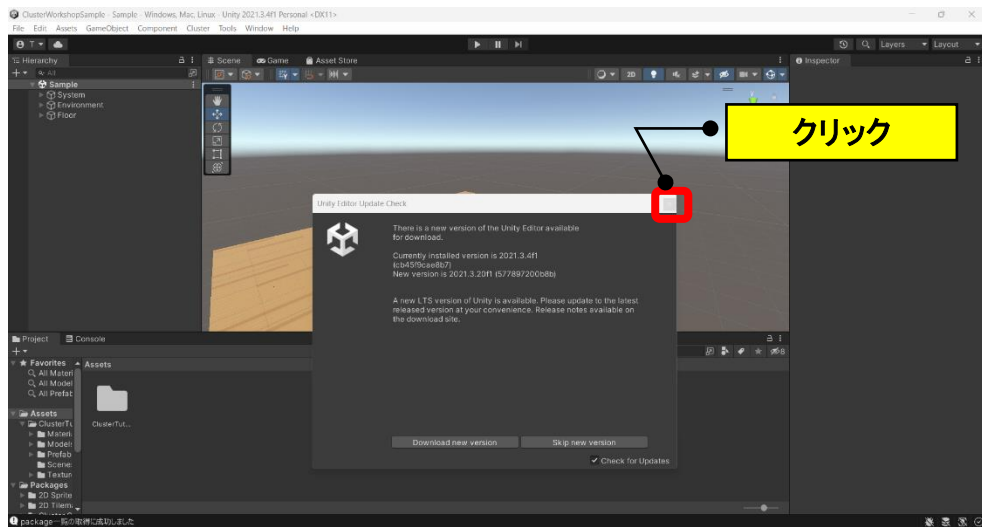 ClusterWorkshopSample - Sample - Windows, Mac, Linux - Unity 2021.3.4f1 Personal <DX11>
File Edit Assets GameObject Component Cluster Tools Window Help
T
Layers
Layout
Hierarchy
Scene
Game
Asset Store
Inspector
All
2D
Sample
System
Environment
Floor
クリック
Unity Editor Update Check
There is a new version of the Unity Editor available
for download.
Currently installed version is 2021.3.4f1
(cb45f9cae8b7)
New version is 2021.3.20f1 (577897200b8b)
A new LTS version of Unity is available. Please update to the latest
released version at your convenience. Release notes available on
the download site.
Download new version
Skip new version
Check for Updates
Project
Console
8
Favorites
All Materi
All Model
All Prefab
Assets
ClusterTu
Materi
Models
Prefab
Scene
Textur
Packages
2D Sprite
2D Tilem
Assets
ClusterTut...
package一覧の取得に成功しました